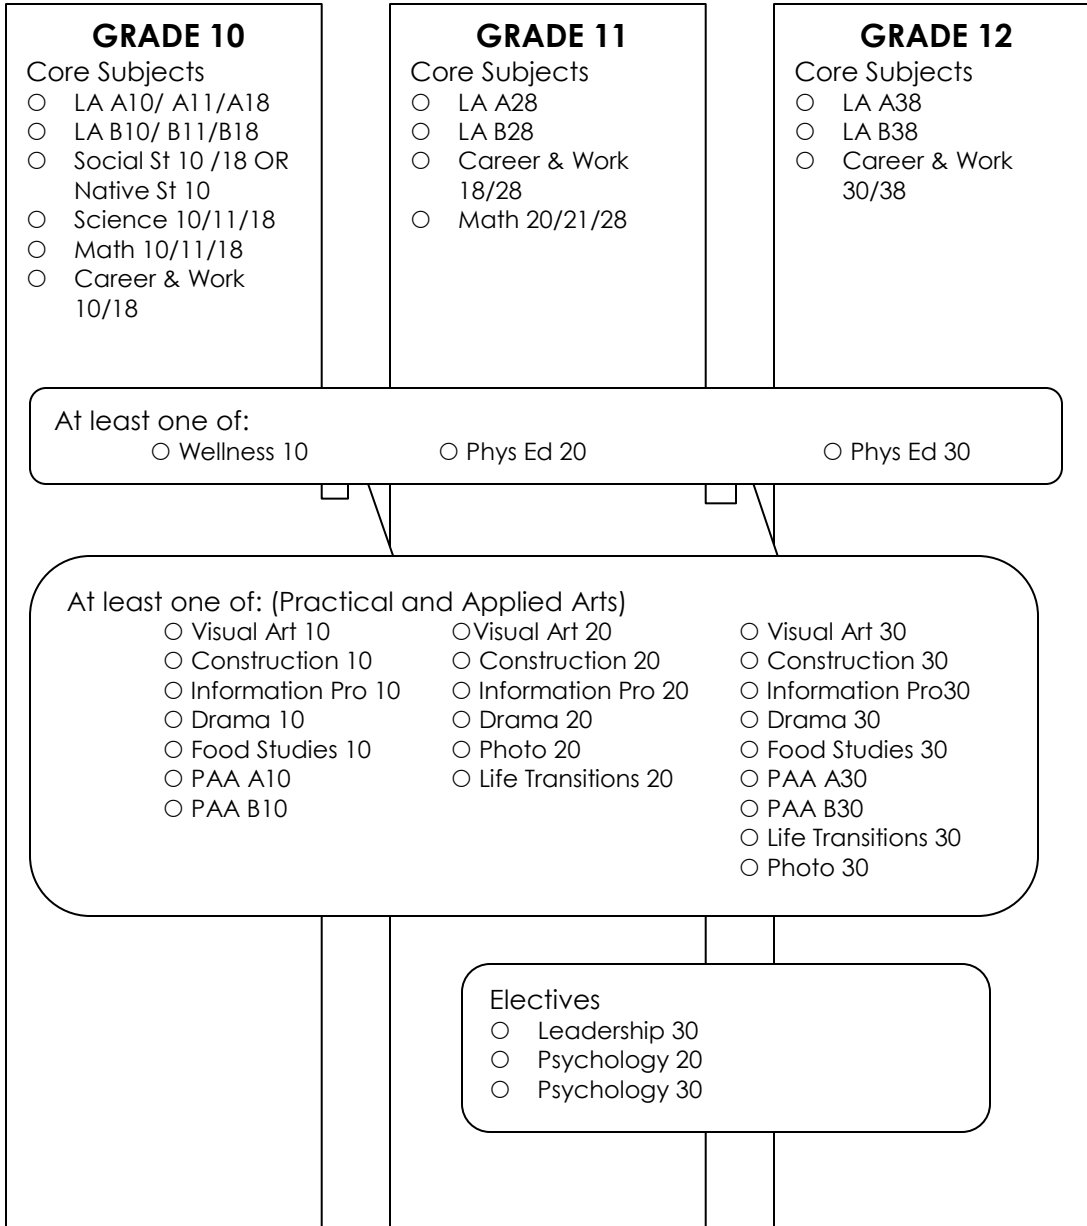 GRADE 10
Core Subjects
○ LA A10/ A11/A18
○ LA B10/ B11/B18
○ Social St 10 /18 OR
Native St 10
○ Science 10/11/18
○ Math 10/11/18
○ Career & Work
10/18
GRADE 11
Core Subjects
○ LA A28
○ LA B28
○ Career & Work
18/28
○ Math 20/21/28
GRADE 12
Core Subjects
○ LA A38
○ LA B38
○ Career & Work
30/38
At least one of:
○ Wellness 10 ○ Phys Ed 20 ○ Phys Ed 30
At least one of: (Practical and Applied Arts)
○ Visual Art 10 ○Visual Art 20 ○ Visual Art 30
○ Construction 10 ○ Construction 20 ○ Construction 30
○ Information Pro 10 ○ Information Pro 20 ○ Information Pro30
○ Drama 10 ○ Drama 20 ○ Drama 30
○ Food Studies 10 ○ Photo 20 ○ Food Studies 30
○ PAA A10 ○ Life Transitions 20 ○ PAA A30
○ PAA B10 ○ PAA B30
○ Life Transitions 30
○ Photo 30
Electives
○ Leadership 30
○ Psychology 20
○ Psychology 30